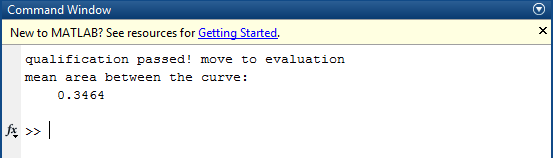 Command Window
New to MATLAB? See resources for Getting Started.
qualification passed! move to evaluation
mean area between the curve:
0.3464
fx >>